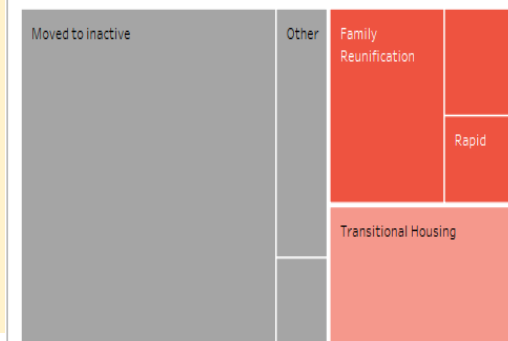 Moved to inactive
Other
Family
Reunification
Rapid
Transitional Housing